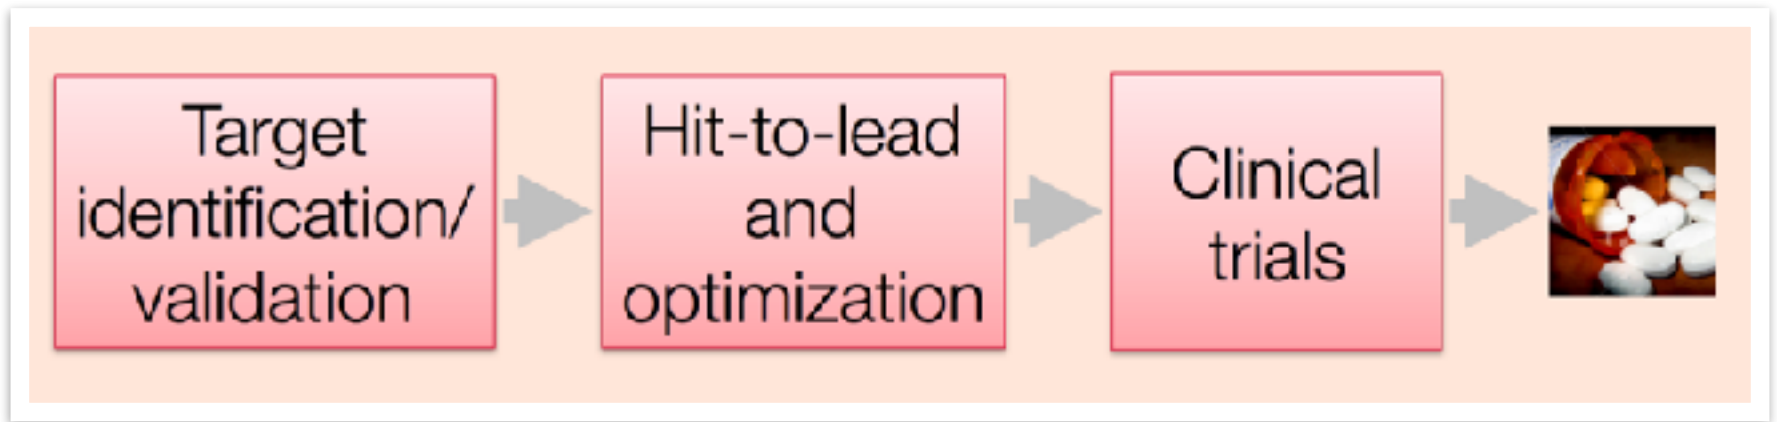 Target
identification/
validation
Hit-to-lead
and
optimization
Clinical
trials